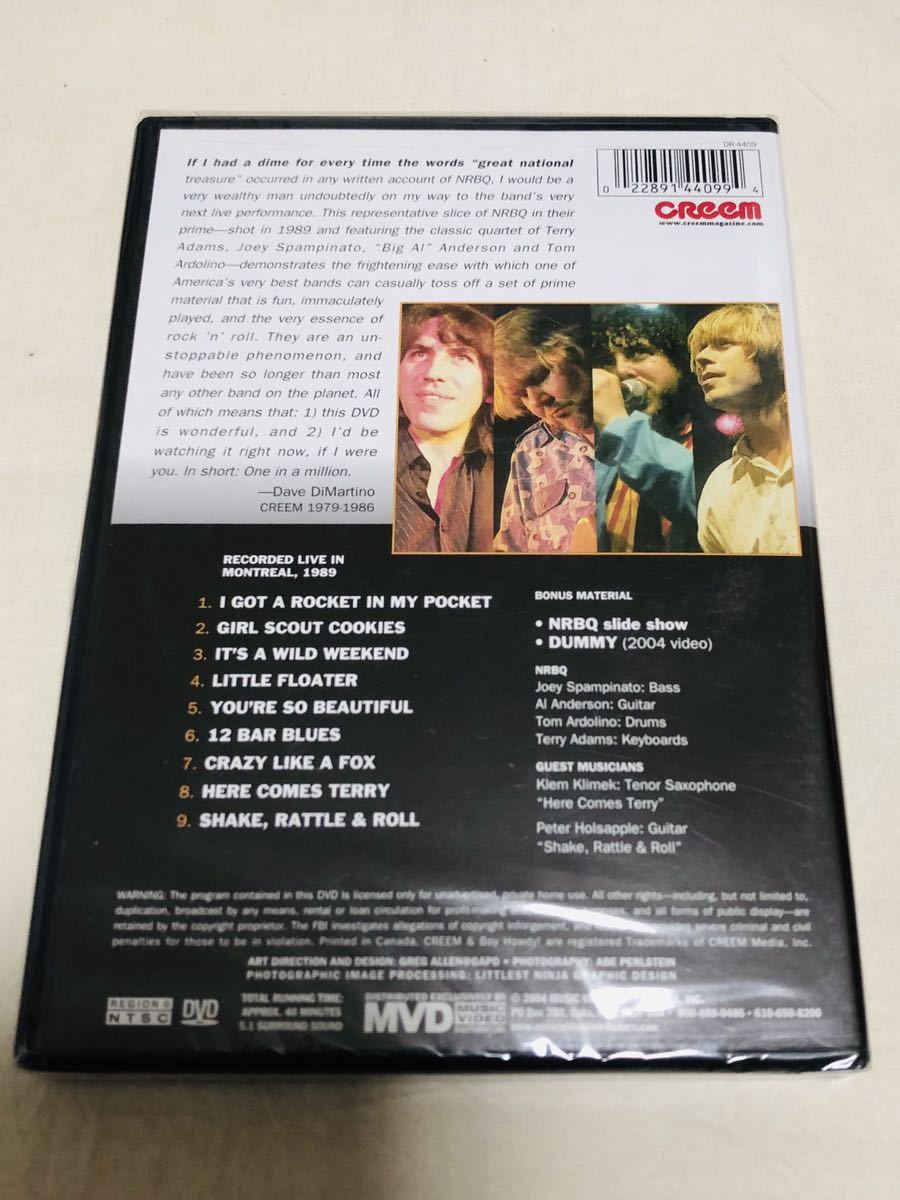 DR-4409
0 22891 44099 4
CREEM
www.creemmagazine.com
If I had a dime for every time the words "great national
treasure" occurred in any written account of NRBQ, I would be a
very wealthy man undoubtedly on my way to the band's very
next live performance. This representative slice of NRBQ in their
prime—shot in 1989 and featuring the classic quartet of Terry
Adams, Joey Spampinato, "Big Al" Anderson and Tom
Ardolino—demonstrates the frightening ease with which one of
America's very best bands can casually toss off a set of prime
material that is fun, immaculately
played, and the very essence of
rock 'n' roll. They are an un-
stoppable phenomenon, and
have been so longer than most
any other band on the planet. All
of which means that: 1) this DVD
is wonderful, and 2) I'd be
watching it right now, if I were
you. In short: One in a million.
—Dave DiMartino
CREEM 1979-1986
RECORDED LIVE IN
MONTREAL, 1989
1. I GOT A ROCKET IN MY POCKET
2. GIRL SCOUT COOKIES
3. IT'S A WILD WEEKEND
4. LITTLE FLOATER
5. YOU'RE SO BEAUTIFUL
6. 12 BAR BLUES
7. CRAZY LIKE A FOX
8. HERE COMES TERRY
9. SHAKE, RATTLE & ROLL
BONUS MATERIAL
• NRBQ slide show
• DUMMY (2004 video)
NRBQ
Joey Spampinato: Bass
Al Anderson: Guitar
Tom Ardolino: Drums
Terry Adams: Keyboards
GUEST MUSICIANS
Klem Klimek: Tenor Saxophone
"Here Comes Terry"
Peter Holsapple: Guitar
"Shake, Rattle & Roll"
WARNING: The program contained in this DVD is licensed only for unadvertised, private home use. All other rights—including, but not limited to,
duplication, broadcast by any means, rental or loan circulation for and all forms of public display—are
retained by the copyright proprietor. The FBI investigates allegations of copyright infringement, and severe criminal and civil
penalties for those to be in violation. Printed in Canada. CREEM & Boy Howdy! are registered Trademarks of CREEM Media, Inc.
ART DIRECTION AND DESIGN: GREG ALLEN • PHOTOGRAPHY: ABE PERLSTEIN
PHOTOGRAPHIC IMAGE PROCESSING: LITTLEST NINJA GRAPHIC DESIGN
REGION 0
NTSC
DVD
TOTAL RUNNING TIME:
APPROX. 40 MINUTES
5.1 SURROUND SOUND
DISTRIBUTED EXCLUSIVELY BY
MVD MUSIC VIDEO
© 2004 MUSIC INC.
PO Box 280, 800-888-0486 • 610-650-8200